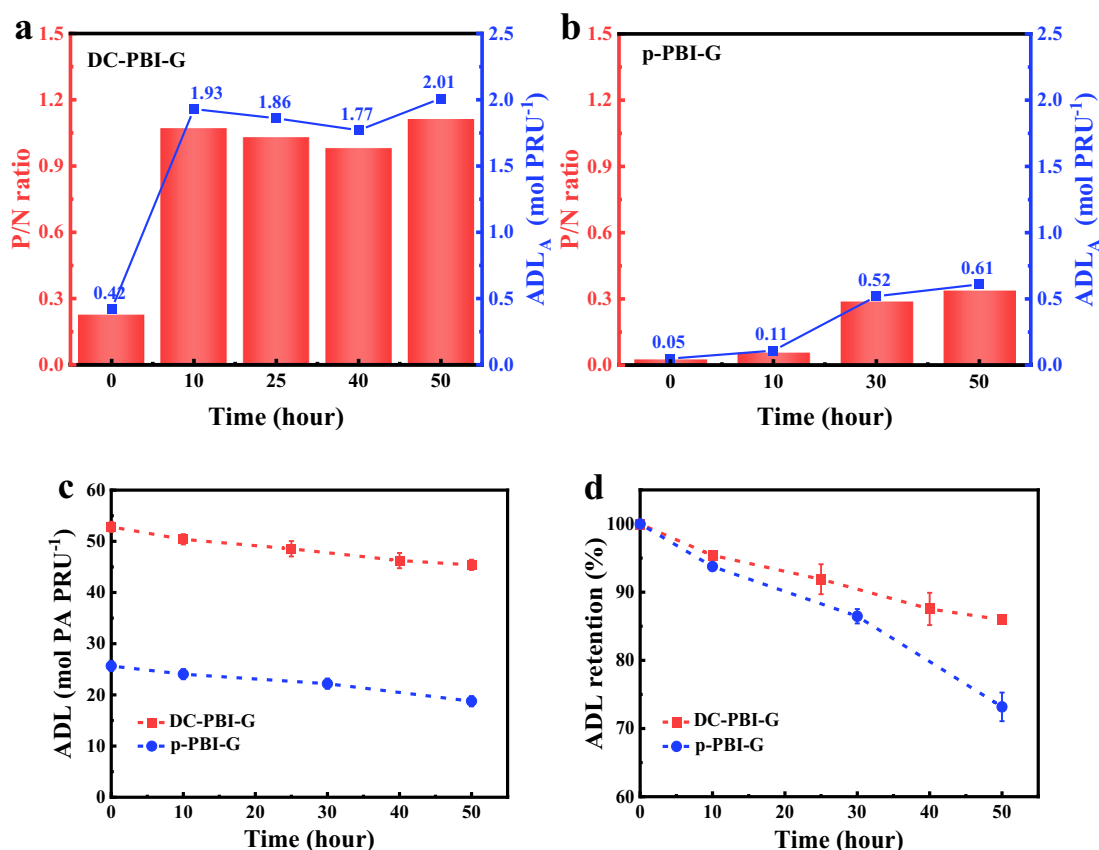 a
DC-PBI-G
1.5
1.2
0.9
0.6
0.3
0.0
P/N ratio
2.5
2.0
1.5
1.0
0.5
0.0
ADL_A (mol PRU^-1)
0.42
1.93
1.86
1.77
2.01
0 10 25 40 50
Time (hour)
b
p-PBI-G
1.5
1.2
0.9
0.6
0.3
0.0
P/N ratio
2.5
2.0
1.5
1.0
0.5
0.0
ADL_A (mol PRU^-1)
0.05
0.11
0.52
0.61
0 10 30 50
Time (hour)
c
60
50
40
30
20
10
0
ADL (mol PA PRU^-1)
DC-PBI-G
p-PBI-G
0 10 20 30 40 50
Time (hour)
d
100
90
80
70
60
ADL retention (%)
DC-PBI-G
p-PBI-G
0 10 20 30 40 50
Time (hour)